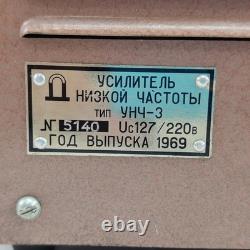 УСИЛИТЕЛЬ
НИЗКОЙ ЧАСТОТЫ
ТИП УНЧ-3
№ 5140 Uc127/220В
ГОД ВЫПУСКА 1969